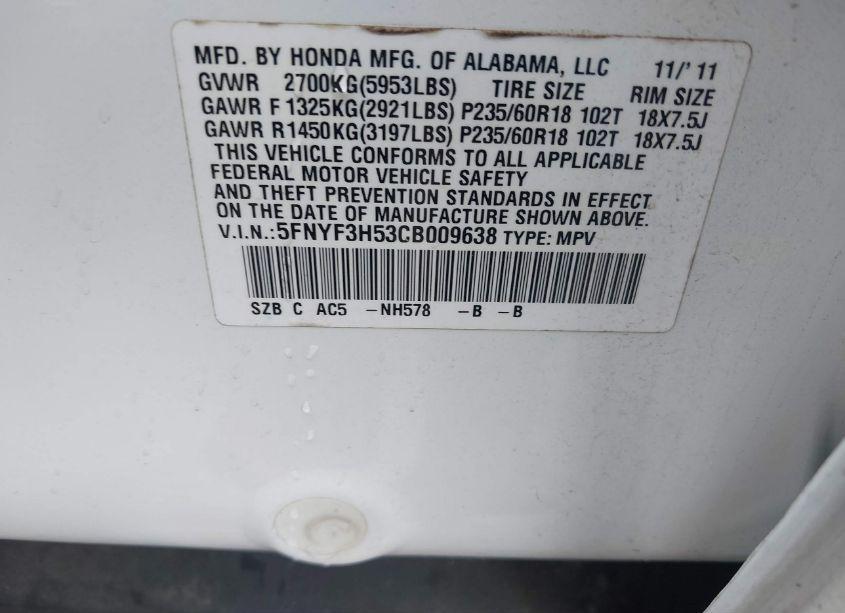 MFD. BY HONDA MFG. OF ALABAMA, LLC 11/'11
GVWR 2700KG(5953LBS) TIRE SIZE RIM SIZE
GAWR F 1325KG(2921LBS) P235/60R18 102T 18X7.5J
GAWR R1450KG(3197LBS) P235/60R18 102T 18X7.5J
THIS VEHICLE CONFORMS TO ALL APPLICABLE
FEDERAL MOTOR VEHICLE SAFETY
AND THEFT PREVENTION STANDARDS IN EFFECT
ON THE DATE OF MANUFACTURE SHOWN ABOVE.
V.I.N.:5FNYF3H53CB009638 TYPE: MPV
SZB C AC5 -NH578 -B -B